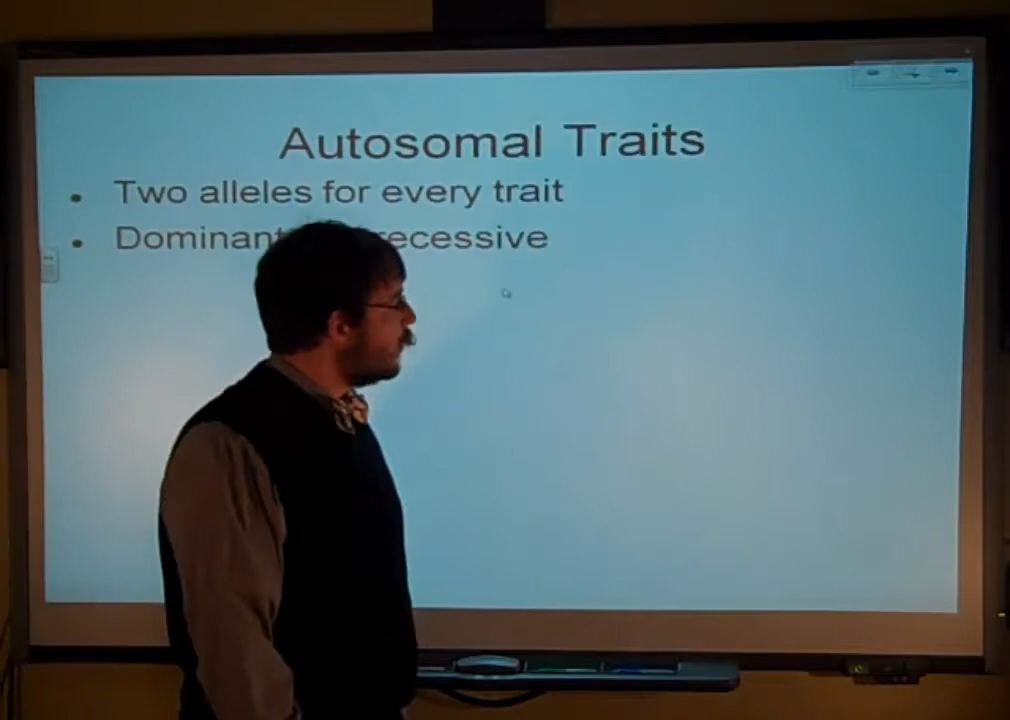 Autosomal Traits
• Two alleles for every trait
• Dominant recessive